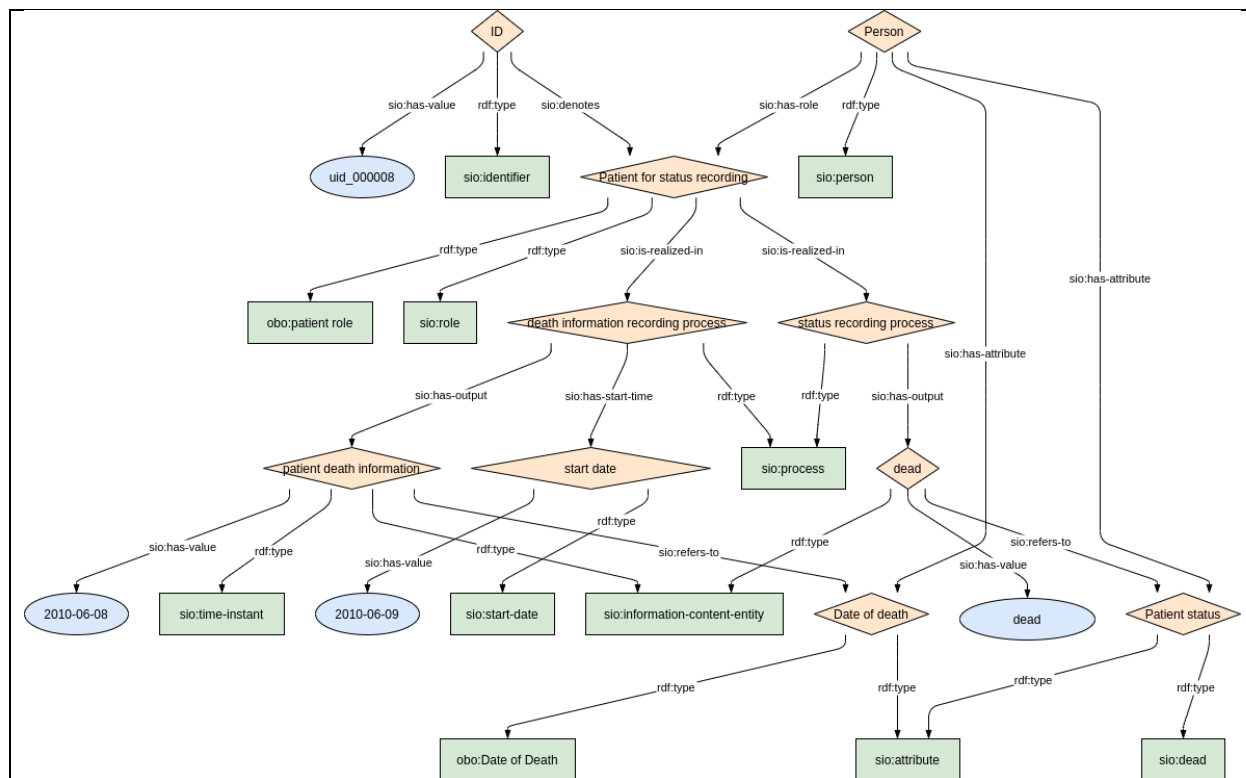 ID
Person
sio:has-value
rdf:type
sio:denotes
sio:has-role
rdf:type
uid_000008
sio:identifier
Patient for status recording
sio:person
rdf:type
rdf:type
sio:is-realized-in
sio:is-realized-in
sio:has-attribute
obo:patient role
sio:role
death information recording process
status recording process
sio:has-attribute
sio:has-output
sio:has-start-time
rdf:type
rdf:type
sio:has-output
patient death information
start date
sio:process
dead
rdf:type
sio:has-value
rdf:type
rdf:type
sio:has-value
sio:refers-to
rdf:type
sio:refers-to
sio:has-value
2010-06-08
sio:time-instant
2010-06-09
sio:start-date
sio:information-content-entity
Date of death
dead
Patient status
rdf:type
rdf:type
rdf:type
rdf:type
obo:Date of Death
sio:attribute
sio:dead